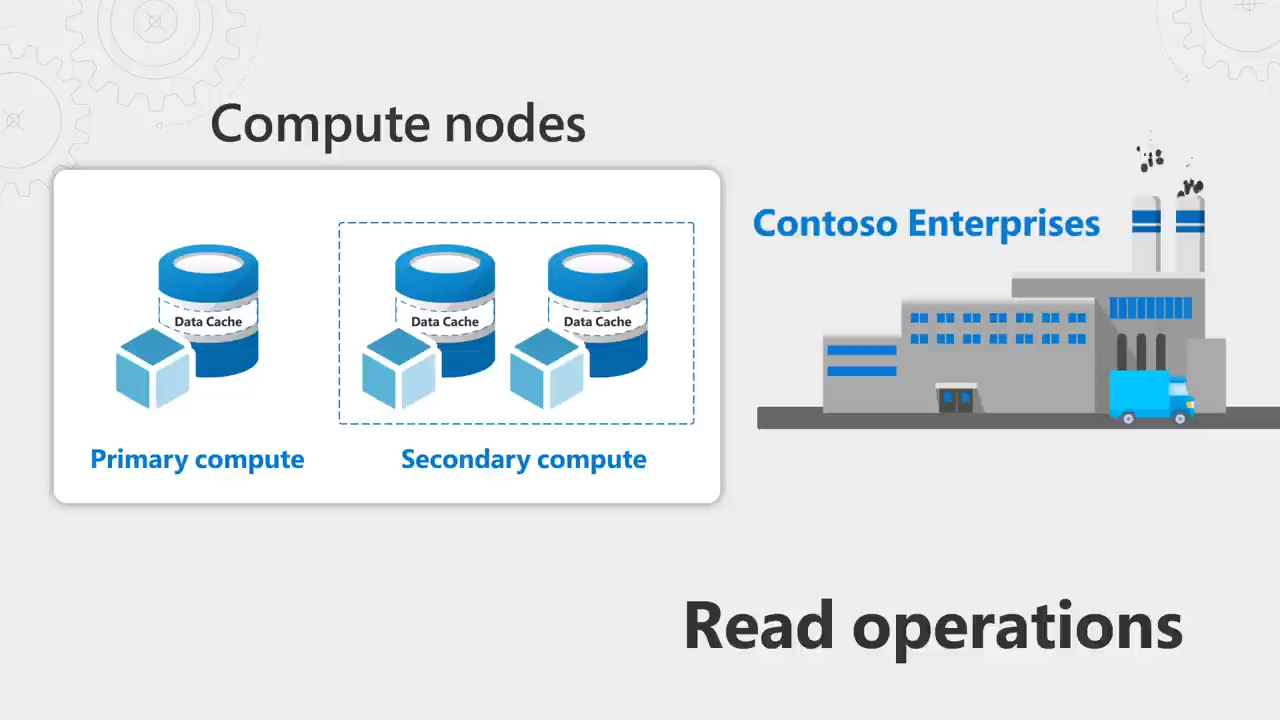 Compute nodes
Contoso Enterprises
Data Cache
Data Cache
Data Cache
Primary compute
Secondary compute
Read operations